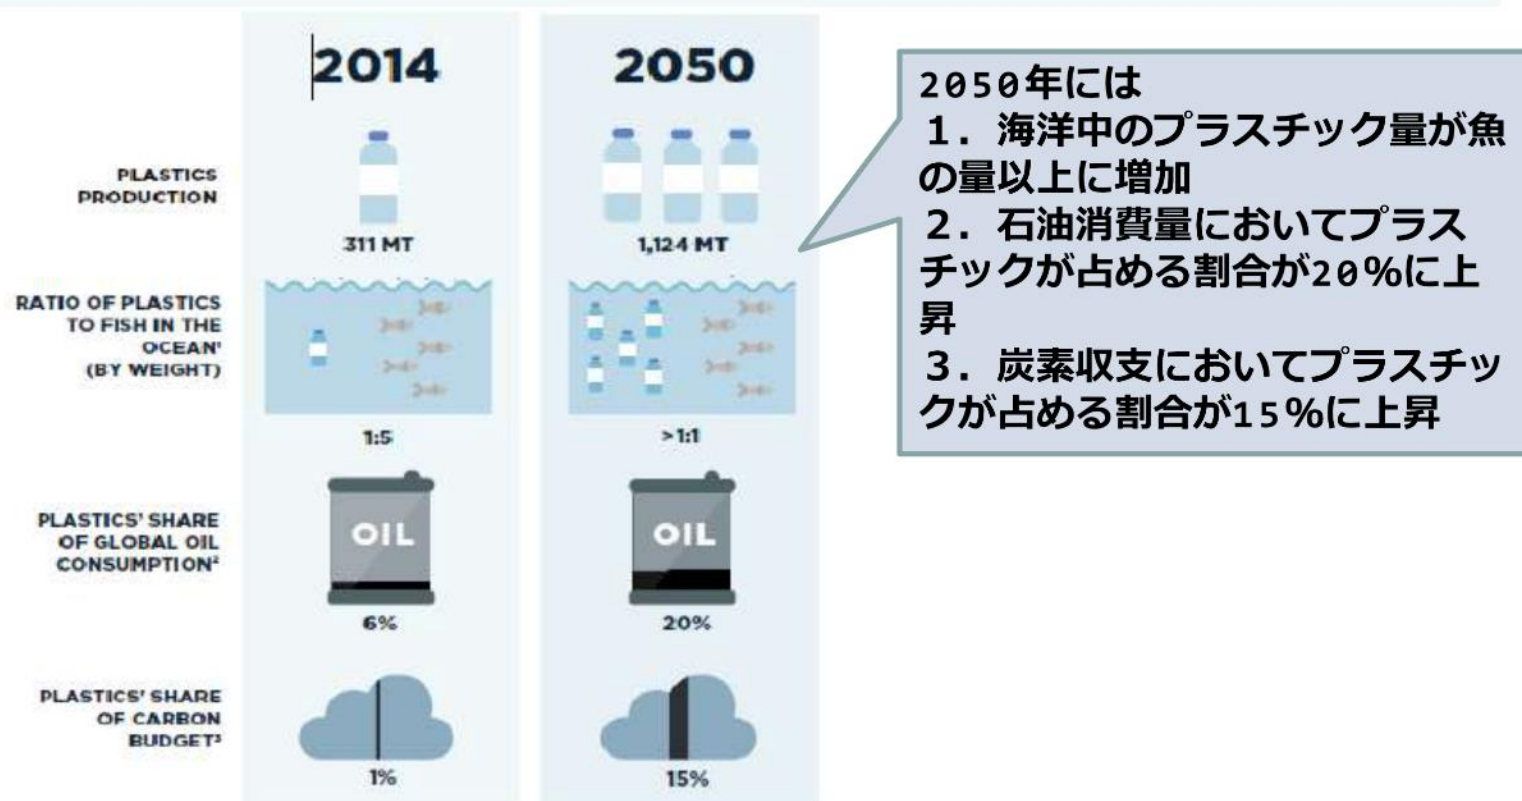 2014
2050
PLASTICS
PRODUCTION
311 MT
1,124 MT
RATIO OF PLASTICS
TO FISH IN THE
OCEAN¹
(BY WEIGHT)
1:5
>1:1
PLASTICS' SHARE
OF GLOBAL OIL
CONSUMPTION²
OIL
OIL
6%
20%
PLASTICS' SHARE
OF CARBON
BUDGET³
1%
15%
2050年には
１．海洋中のプラスチック量が魚
の量以上に増加
２．石油消費量においてプラス
チックが占める割合が20％に上
昇
３．炭素収支においてプラスチッ
クが占める割合が15％に上昇